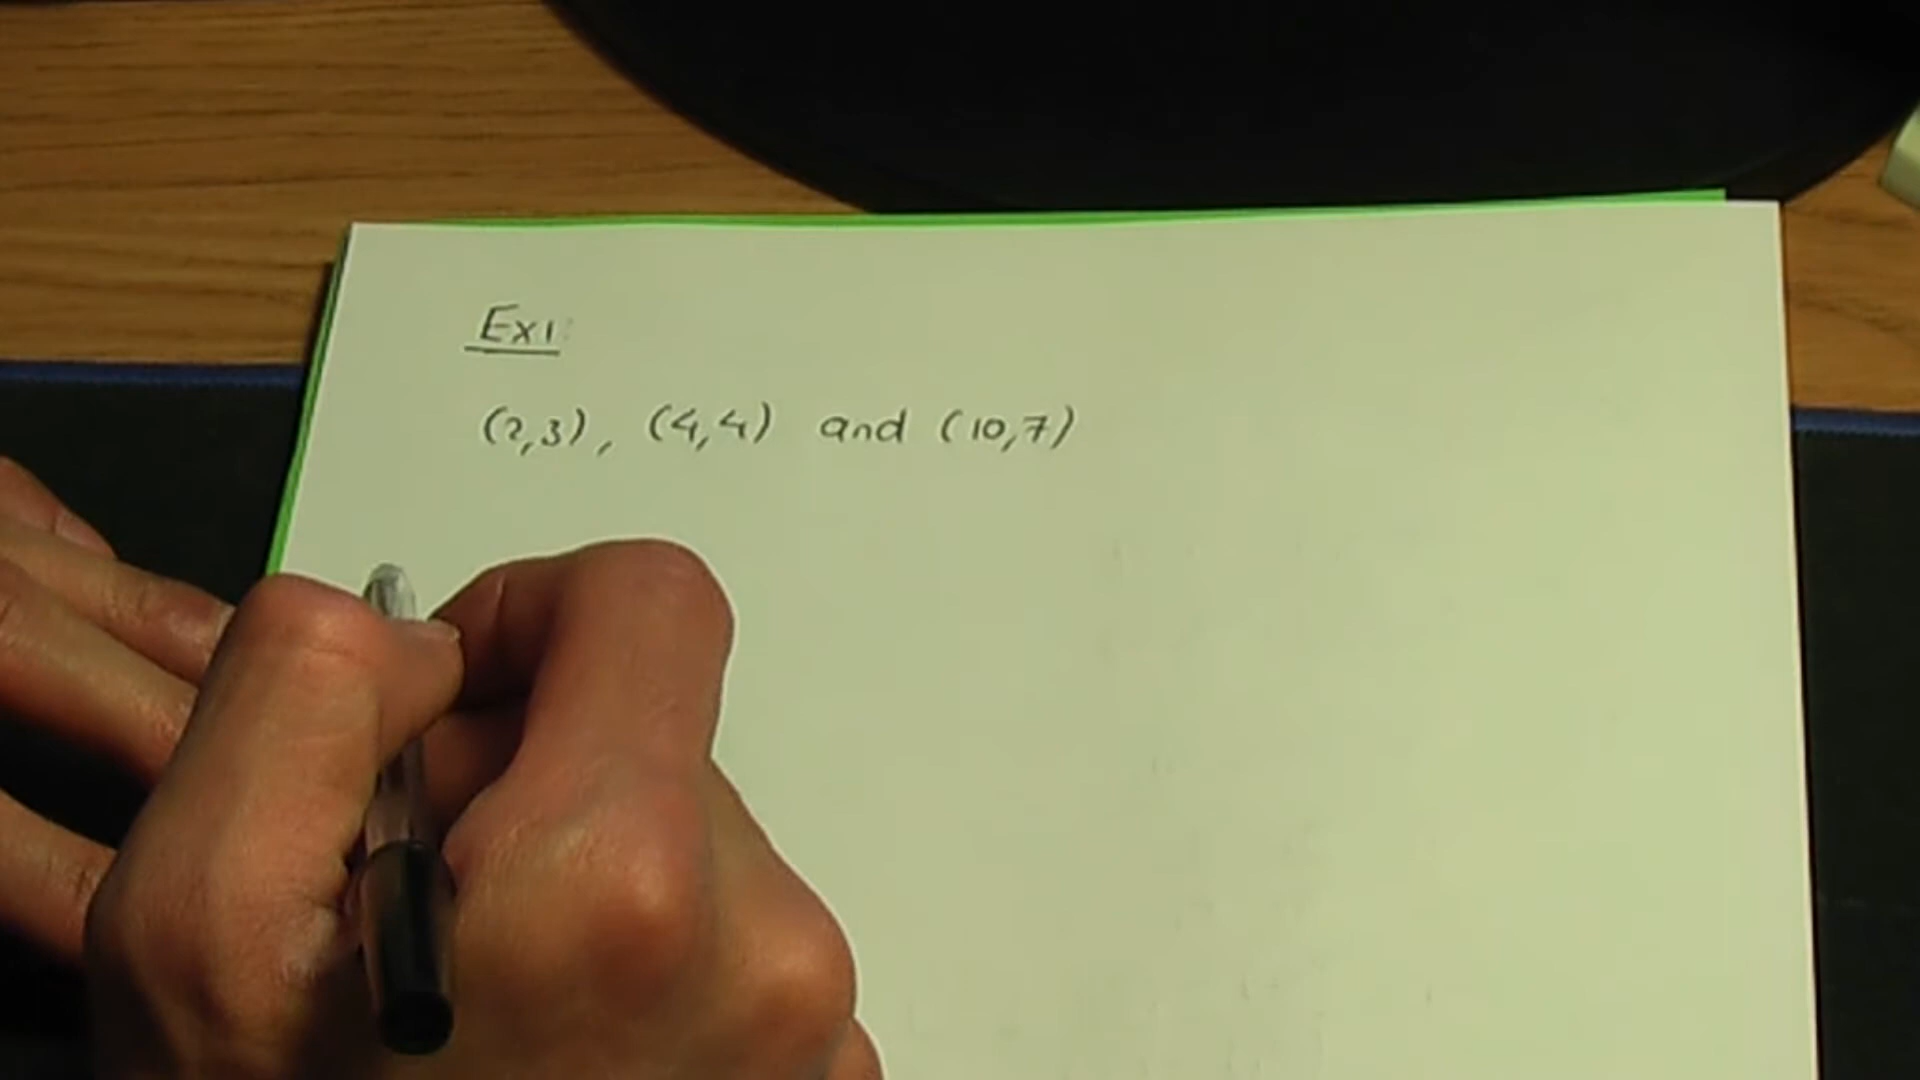 Ex1:
(2,3), (4,4) and (10,7)